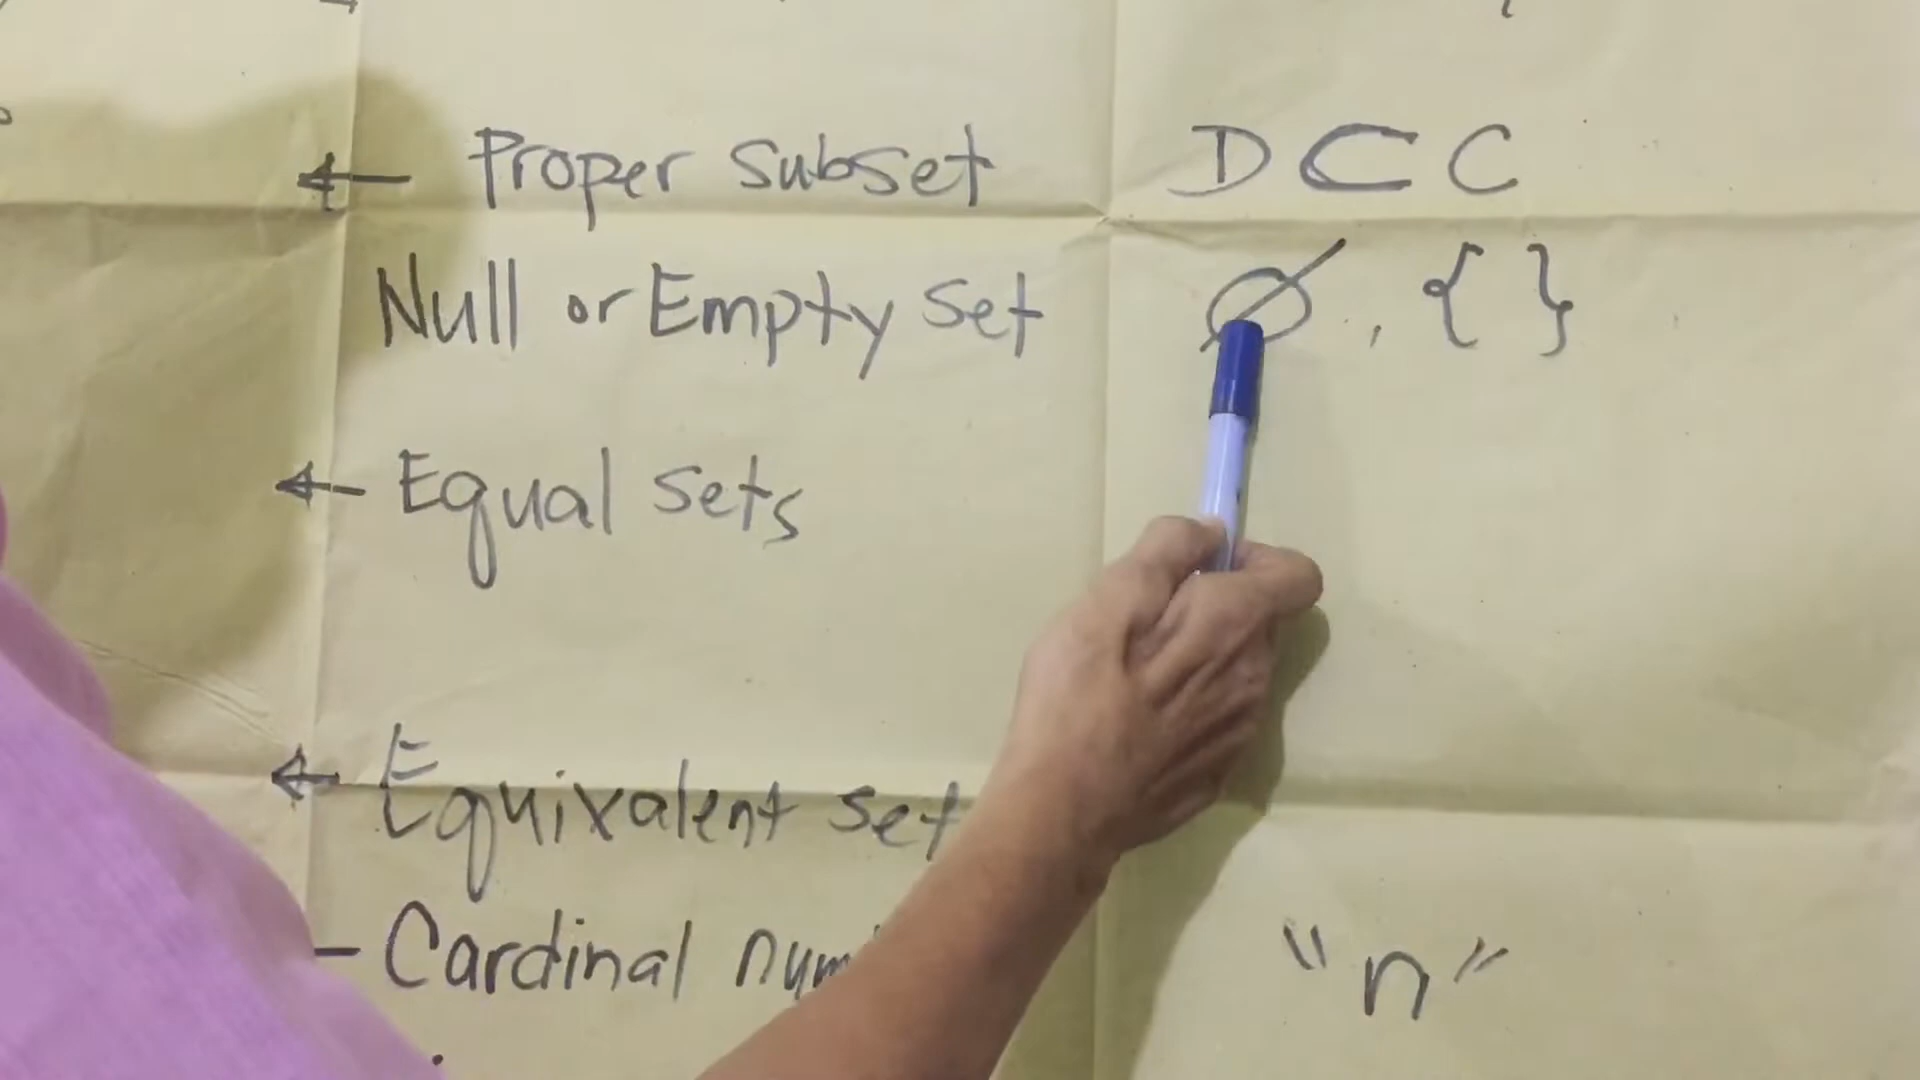 ← Proper subset D ⊂ C
Null or Empty set ∅ , { }
← Equal sets
← Equivalent set
- Cardinal "n"